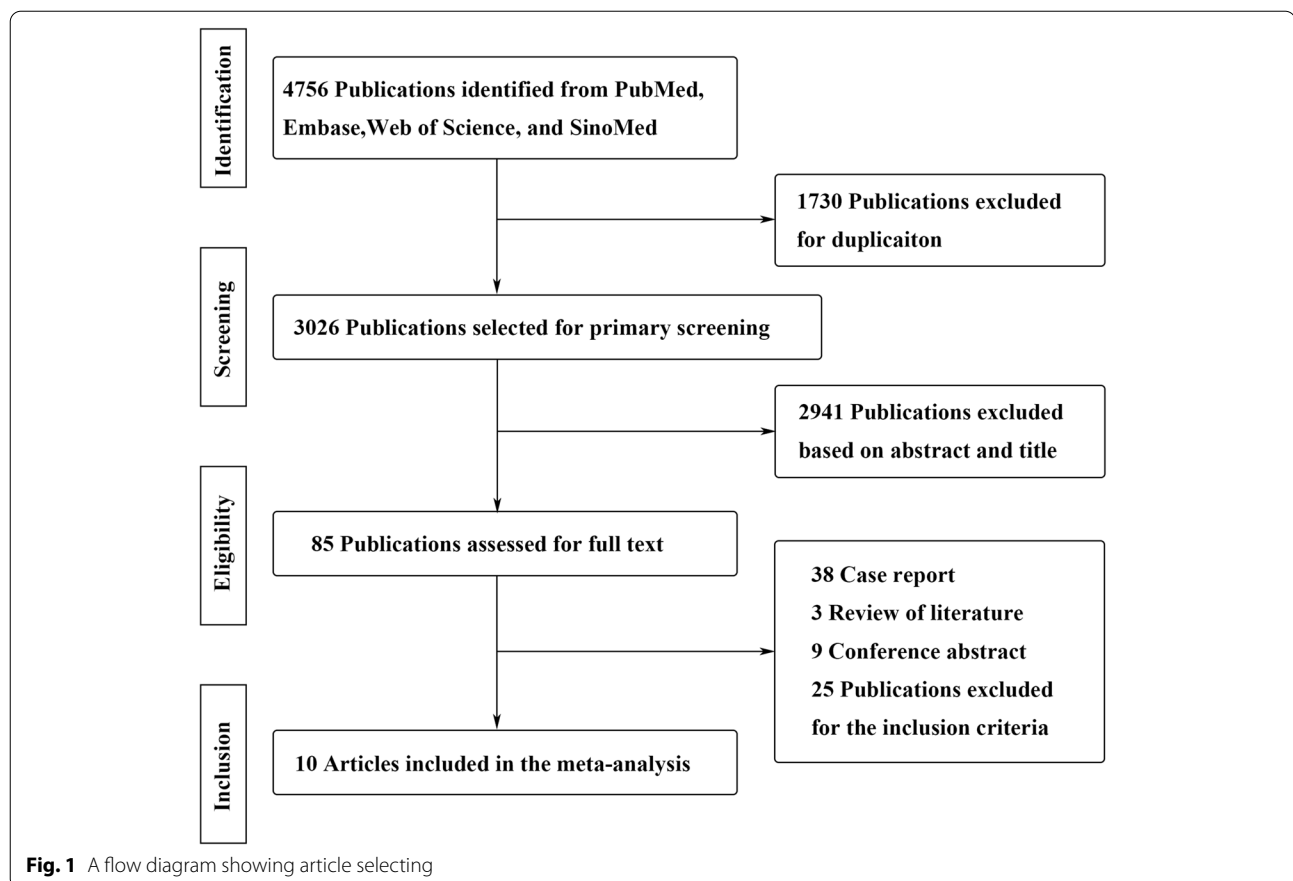 Identification
4756 Publications identified from PubMed,
Embase,Web of Science, and SinoMed
1730 Publications excluded
for duplicaiton
Screening
3026 Publications selected for primary screening
2941 Publications excluded
based on abstract and title
Eligibility
85 Publications assessed for full text
38 Case report
3 Review of literature
9 Conference abstract
25 Publications excluded
for the inclusion criteria
Inclusion
10 Articles included in the meta-analysis
Fig. 1 A flow diagram showing article selecting